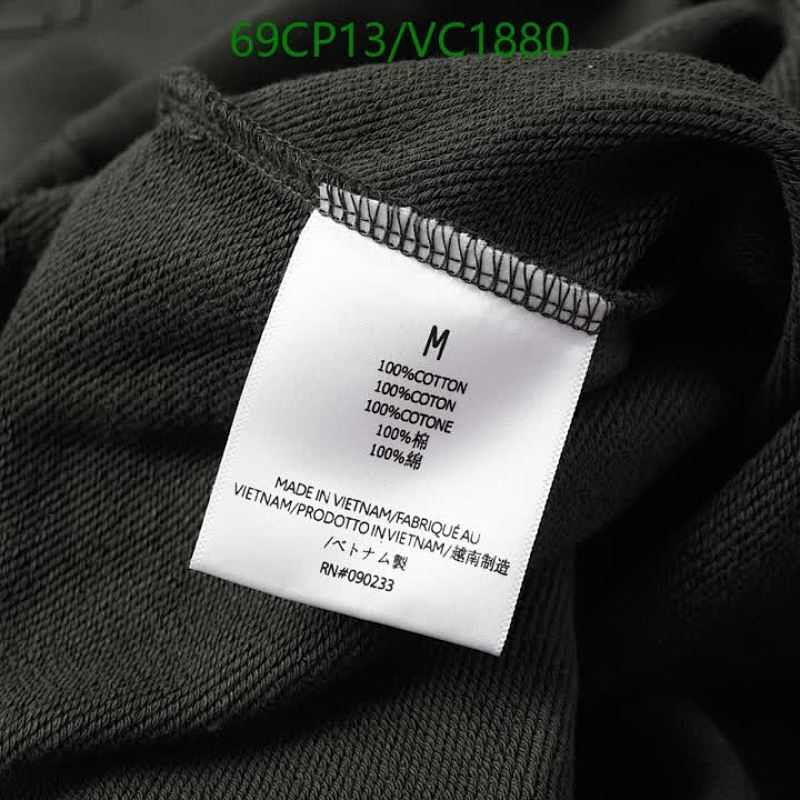 69CP13/VC1880
M
100%COTTON
100%COTON
100%COTONE
100%棉
100%綿
MADE IN VIETNAM/FABRIQUÉ AU
VIETNAM/PRODOTTO IN VIETNAM/越南制造
/ベトナム製
RN#090233